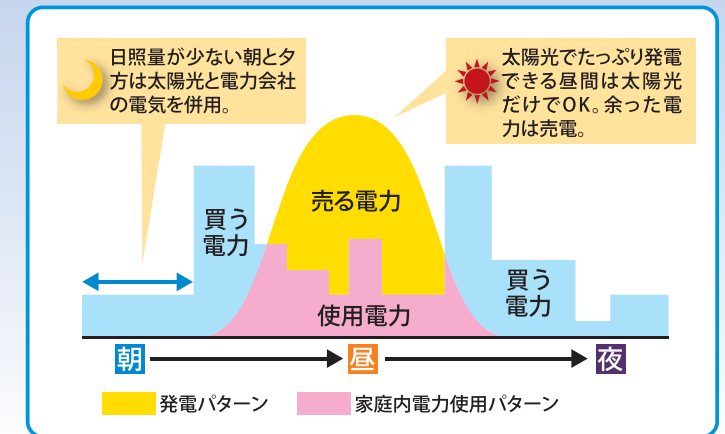 日照量が少ない朝と夕
方は太陽光と電力会社
の電気を併用。
太陽光でたっぷり発電
できる昼間は太陽光
だけでOK。余った電
力は売電。
売る電力
買う
電力
買う
電力
使用電力
朝
昼
夜
発電パターン
家庭内電力使用パターン